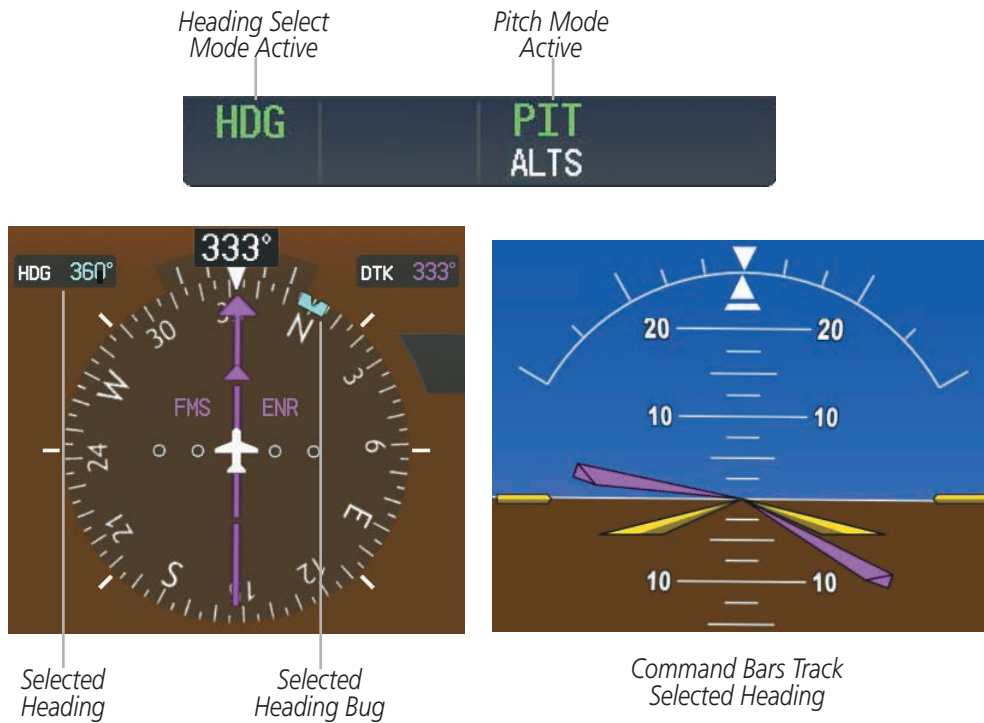 Heading Select
Mode Active
Pitch Mode
Active
HDG
PIT
ALTS
333°
HDG 360°
DTK 333°
30
N
3
W
FMS
ENR
24
6
21
E
S
12
20
20
10
10
10
10
Selected
Heading
Selected
Heading Bug
Command Bars Track
Selected Heading